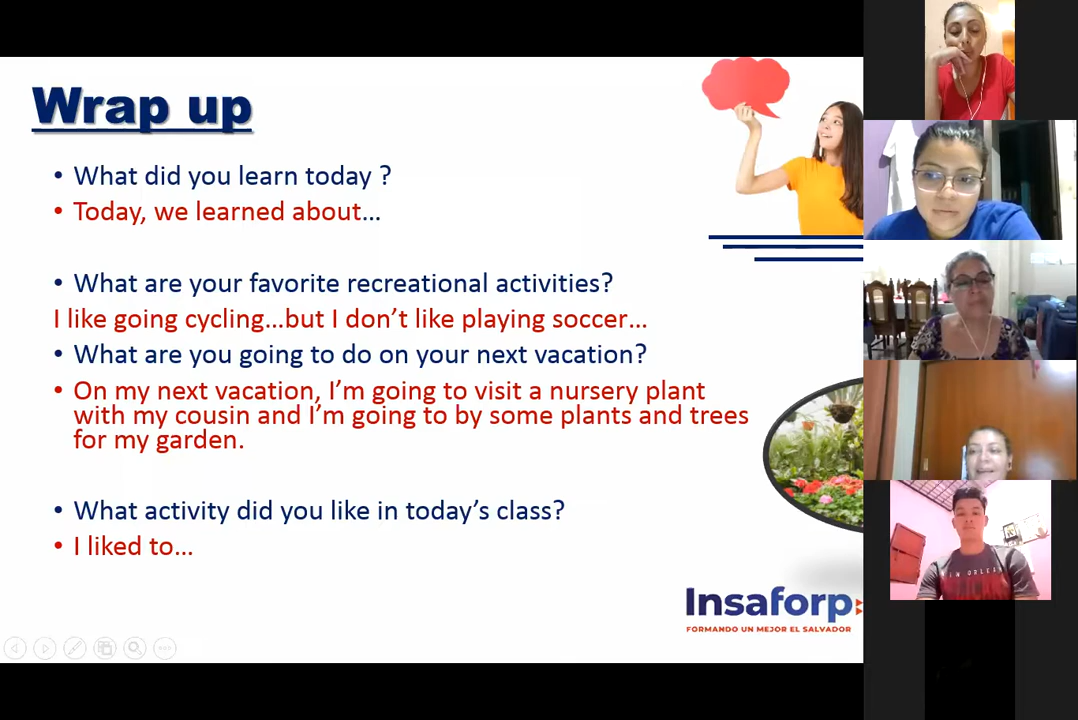 Wrap up
• What did you learn today ?
• Today, we learned about…
• What are your favorite recreational activities?
I like going cycling…but I don't like playing soccer…
• What are you going to do on your next vacation?
• On my next vacation, I'm going to visit a nursery plant
with my cousin and I'm going to by some plants and trees
for my garden.
• What activity did you like in today's class?
• I liked to…
Insaforp
FORMANDO UN MEJOR EL SALVADOR